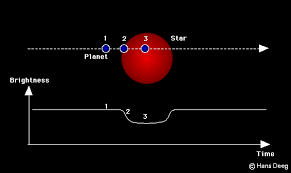 1 2 3 Star
Planet
Brightness
1
2
3
Time
© Hans Deeg